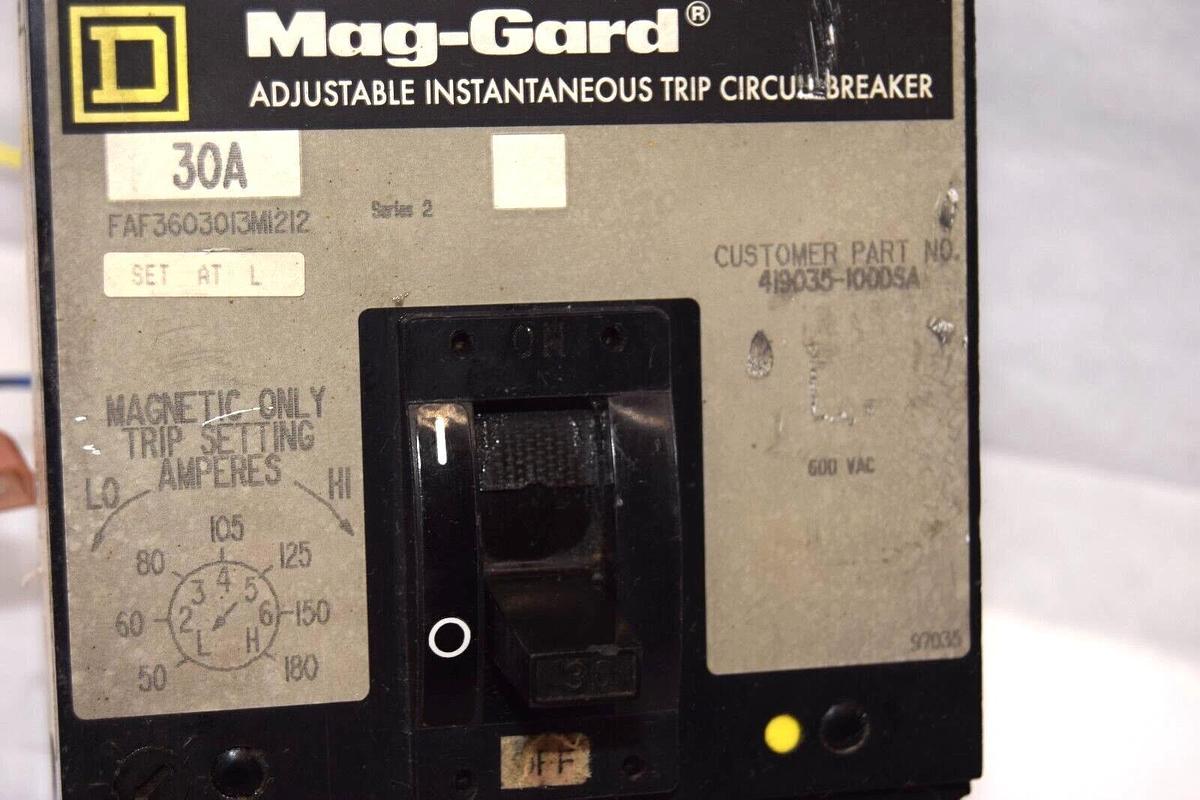 D
Mag-Gard®
ADJUSTABLE INSTANTANEOUS TRIP CIRCUIT BREAKER
30A
FAF3603013M1212
Series 2
SET AT L
CUSTOMER PART NO.
419035-100DSA
ON
MAGNETIC ONLY
TRIP SETTING
AMPERES
LO
HI
600 VAC
105
80
125
60
150
50
180
3
4
5
2
6
L
H
I
O
30
97035
OFF